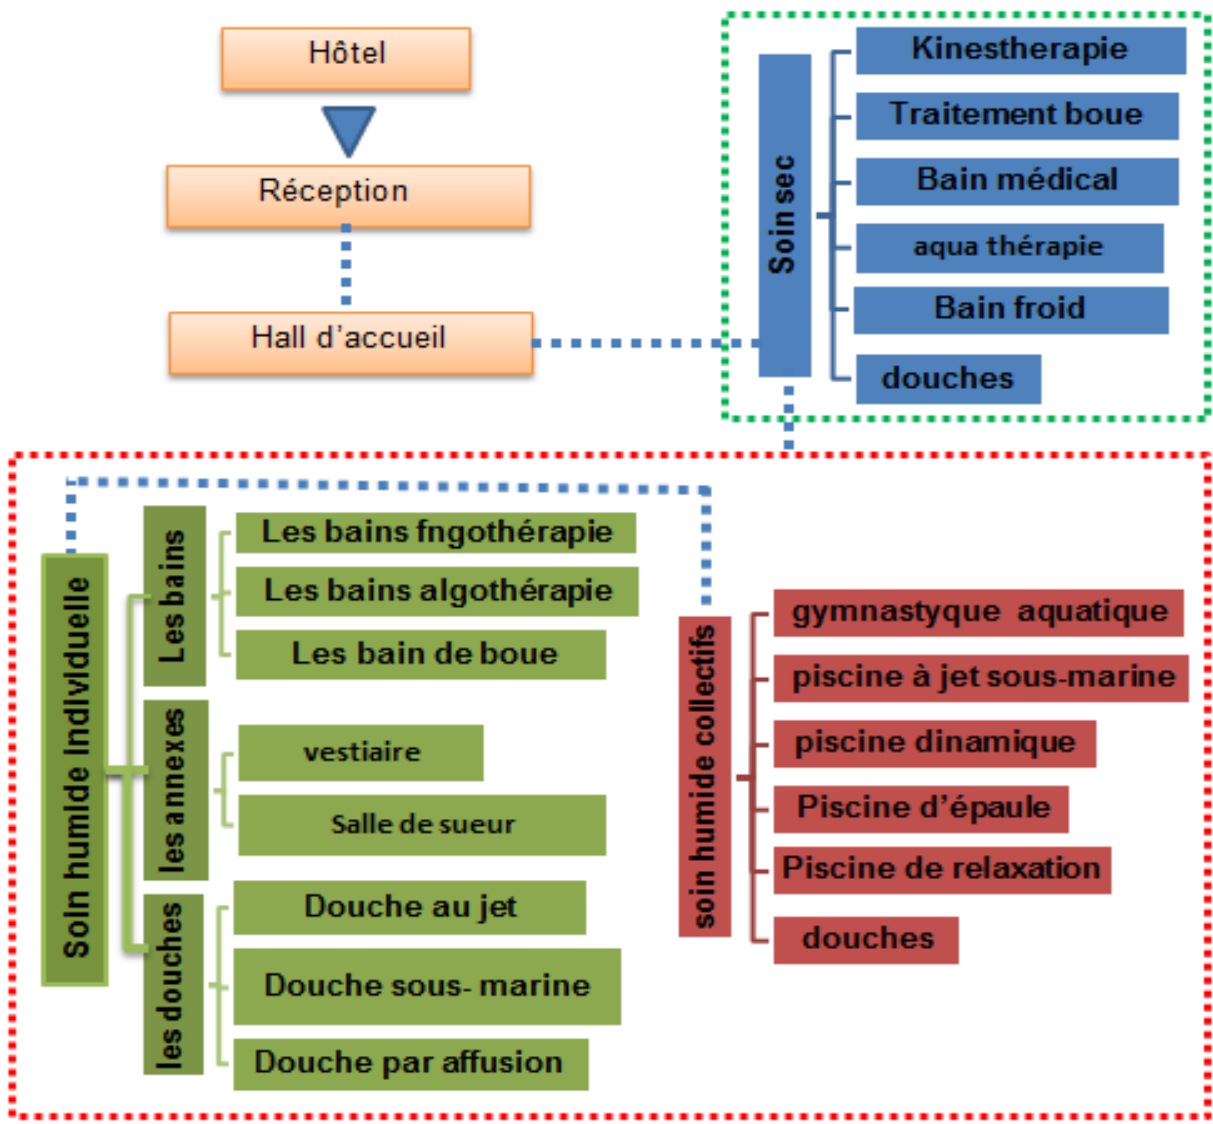 Hôtel
Réception
Hall d'accueil
Soin sec
Kinestherapie
Traitement boue
Bain médical
aqua thérapie
Bain froid
douches
Soin humide Individuelle
Les bains
Les bains fngothérapie
Les bains algothérapie
Les bain de boue
les annexes
vestiaire
Salle de sueur
les douches
Douche au jet
Douche sous- marine
Douche par affusion
soin humide collectifs
gymnastyque aquatique
piscine à jet sous-marine
piscine dinamique
Piscine d'épaule
Piscine de relaxation
douches